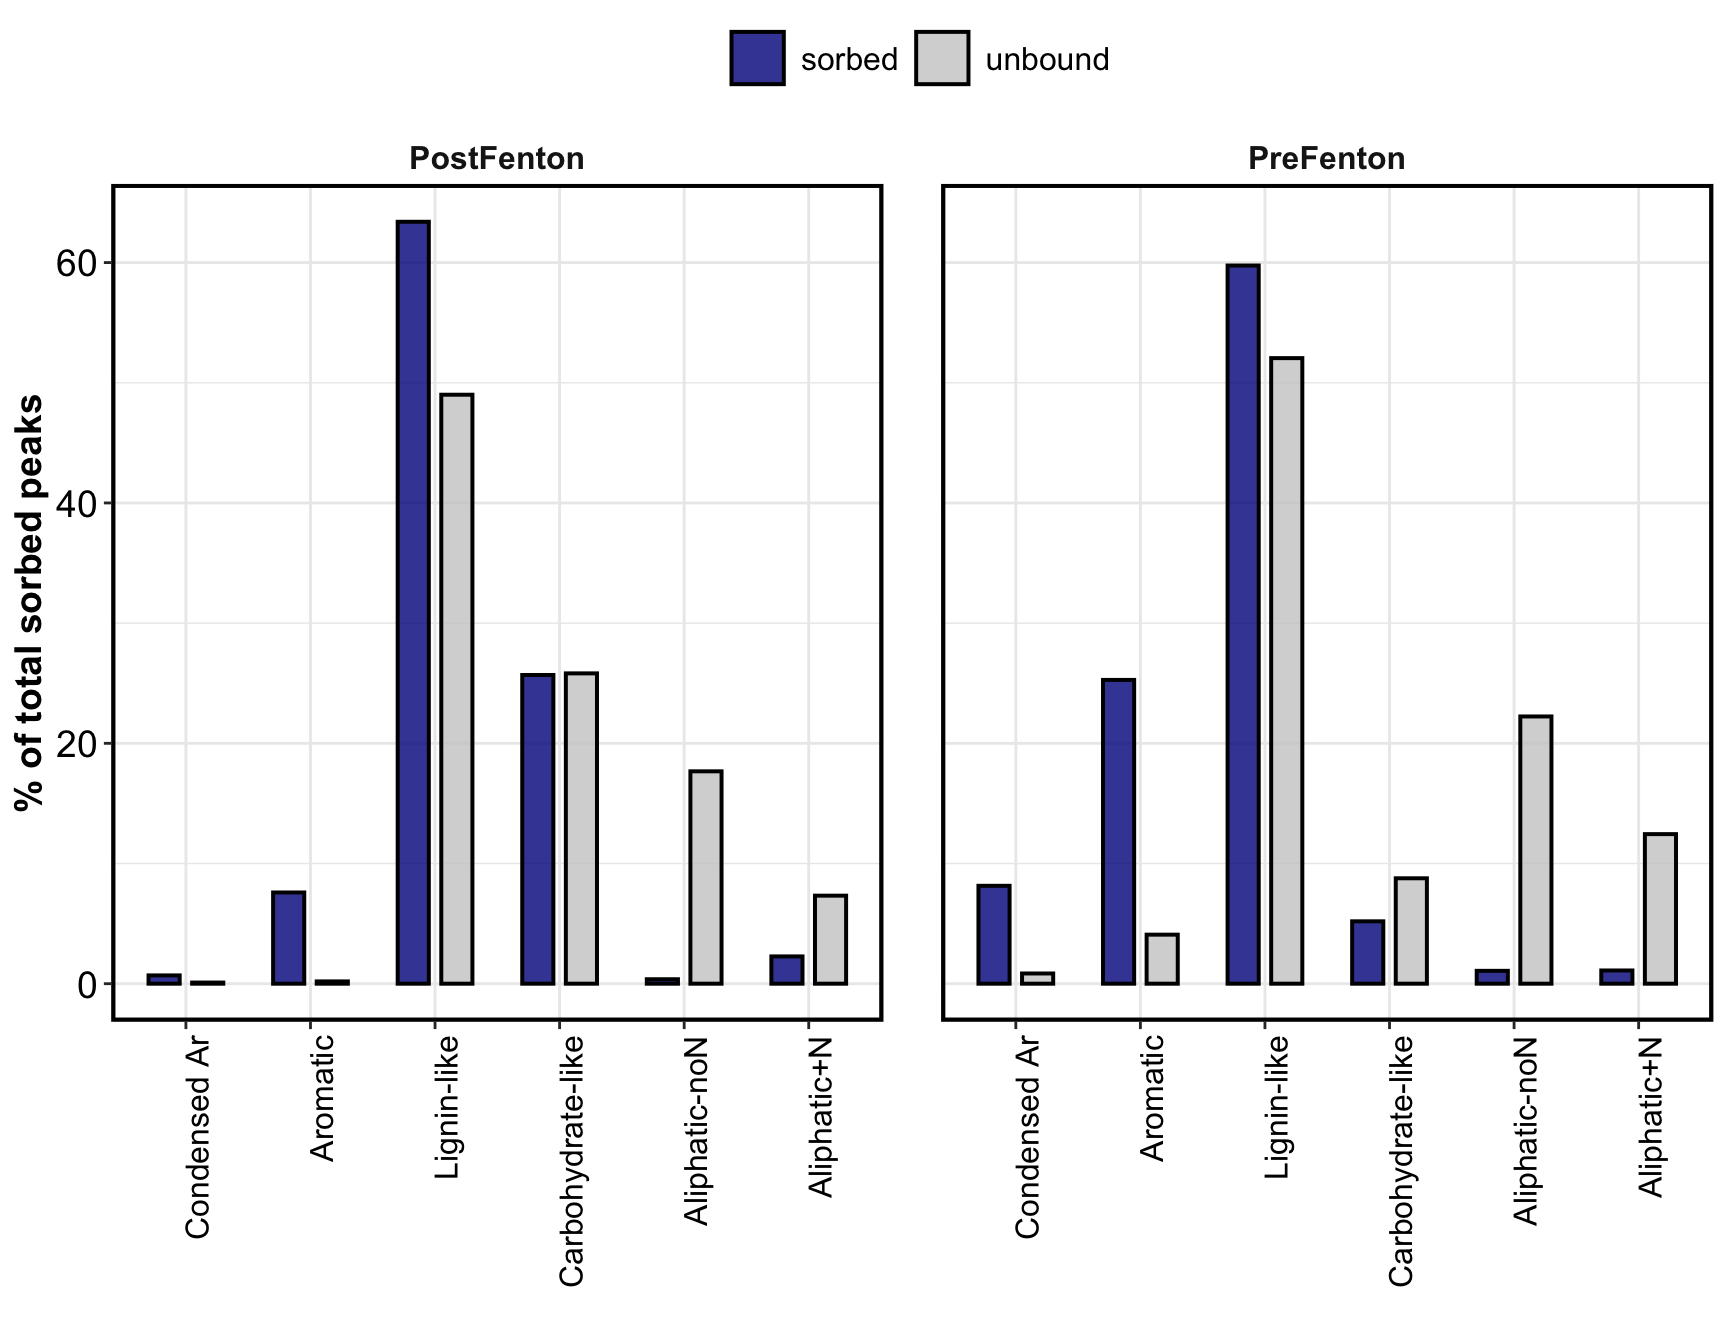 sorbed unbound
PostFenton
PreFenton
% of total sorbed peaks
60
40
20
0
Condensed Ar
Aromatic
Lignin-like
Carbohydrate-like
Aliphatic-noN
Aliphatic+N
Condensed Ar
Aromatic
Lignin-like
Carbohydrate-like
Aliphatic-noN
Aliphatic+N